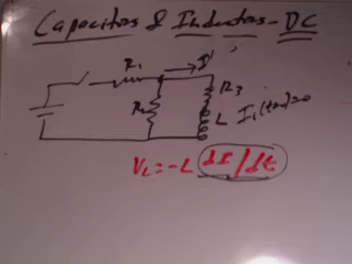 Capacitors & Inductors - DC
I'
R1
R3
R2
L I1(t=0)=0
VL = -L dI/dt